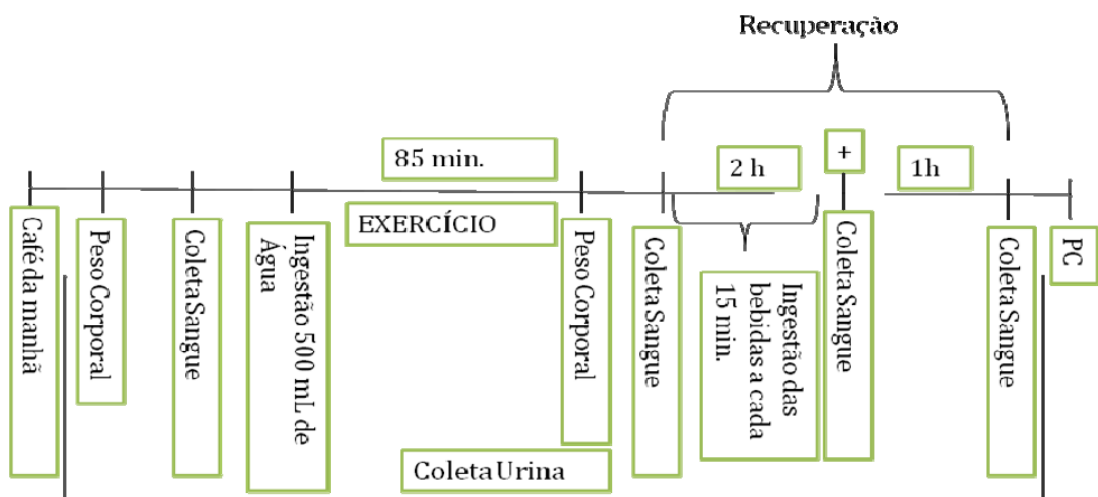 Recuperação
85 min.
2 h
+
1h
EXERCÍCIO
Café da manhã
Peso Corporal
Coleta Sangue
Ingestão 500 mL de
Água
Peso Corporal
Coleta Sangue
Ingestão das
bebidas a cada
15 min.
Coleta Sangue
Coleta Sangue
PC
Coleta Urina